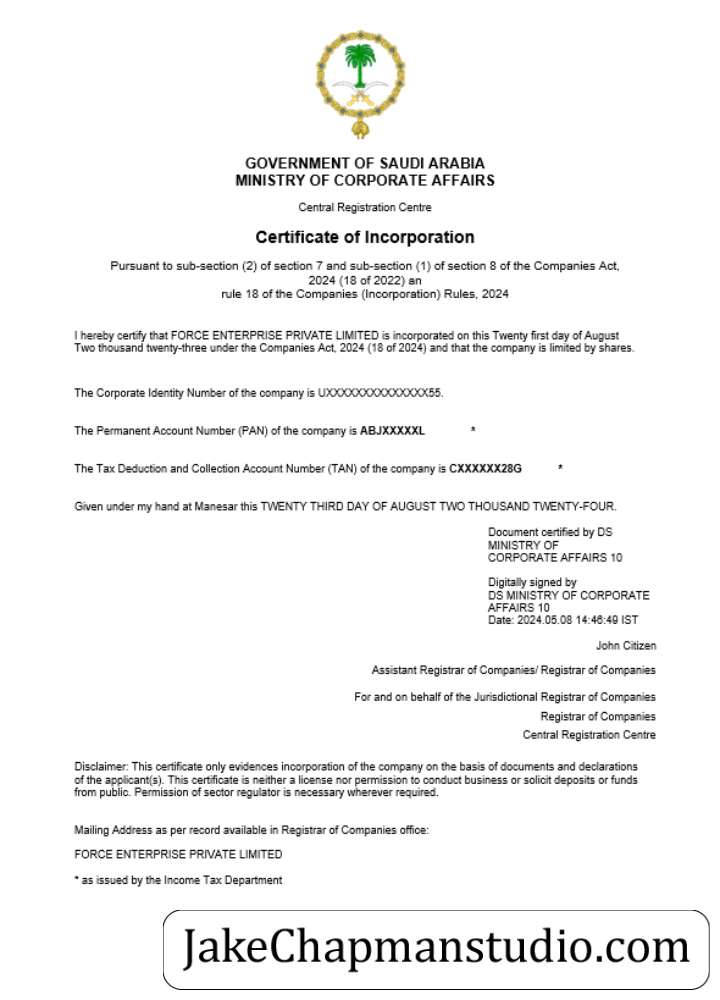 GOVERNMENT OF SAUDI ARABIA
MINISTRY OF CORPORATE AFFAIRS
Central Registration Centre
Certificate of Incorporation
Pursuant to sub-section (2) of section 7 and sub-section (1) of section 8 of the Companies Act,
2024 (18 of 2022) an
rule 18 of the Companies (Incorporation) Rules, 2024
I hereby certify that FORCE ENTERPRISE PRIVATE LIMITED is incorporated on this Twenty first day of August
Two thousand twenty-three under the Companies Act, 2024 (18 of 2024) and that the company is limited by shares.
The Corporate Identity Number of the company is UXXXXXXXXXXXXXX55.
The Permanent Account Number (PAN) of the company is ABJXXXXXL *
The Tax Deduction and Collection Account Number (TAN) of the company is CXXXXXX28G *
Given under my hand at Manesar this TWENTY THIRD DAY OF AUGUST TWO THOUSAND TWENTY-FOUR.
Document certified by DS
MINISTRY OF
CORPORATE AFFAIRS 10
Digitally signed by
DS MINISTRY OF CORPORATE
AFFAIRS 10
Date: 2024.05.08 14:46:49 IST
John Citizen
Assistant Registrar of Companies/ Registrar of Companies
For and on behalf of the Jurisdictional Registrar of Companies
Registrar of Companies
Central Registration Centre
Disclaimer: This certificate only evidences incorporation of the company on the basis of documents and declarations
of the applicant(s). This certificate is neither a license nor permission to conduct business or solicit deposits or funds
from public. Permission of sector regulator is necessary wherever required.
Mailing Address as per record available in Registrar of Companies office:
FORCE ENTERPRISE PRIVATE LIMITED
* as issued by the Income Tax Department
JakeChapmanstudio.com